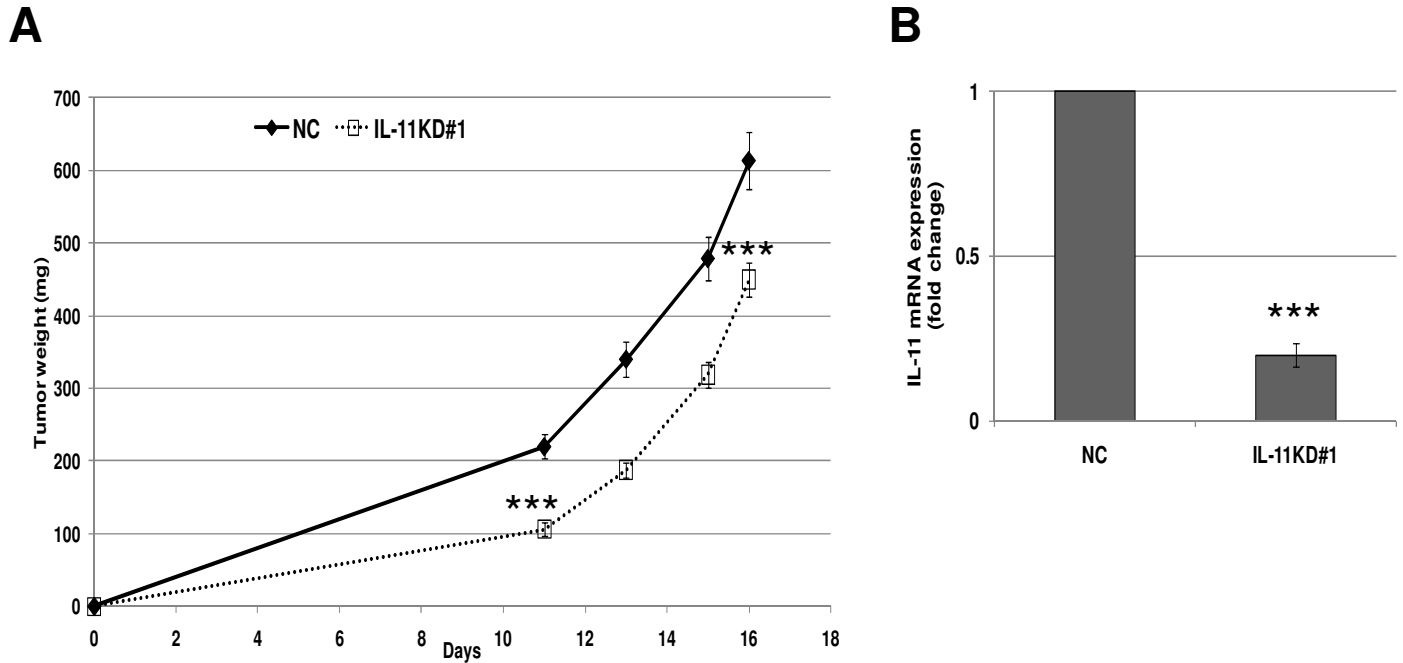 A
700
600
500
400
300
200
100
0
Tumor weight (mg)
NC
IL-11KD#1
***
***
0 2 4 6 8 10 12 14 16 18
Days
B
1
0.5
0
IL-11 mRNA expression
(fold change)
***
NC IL-11KD#1